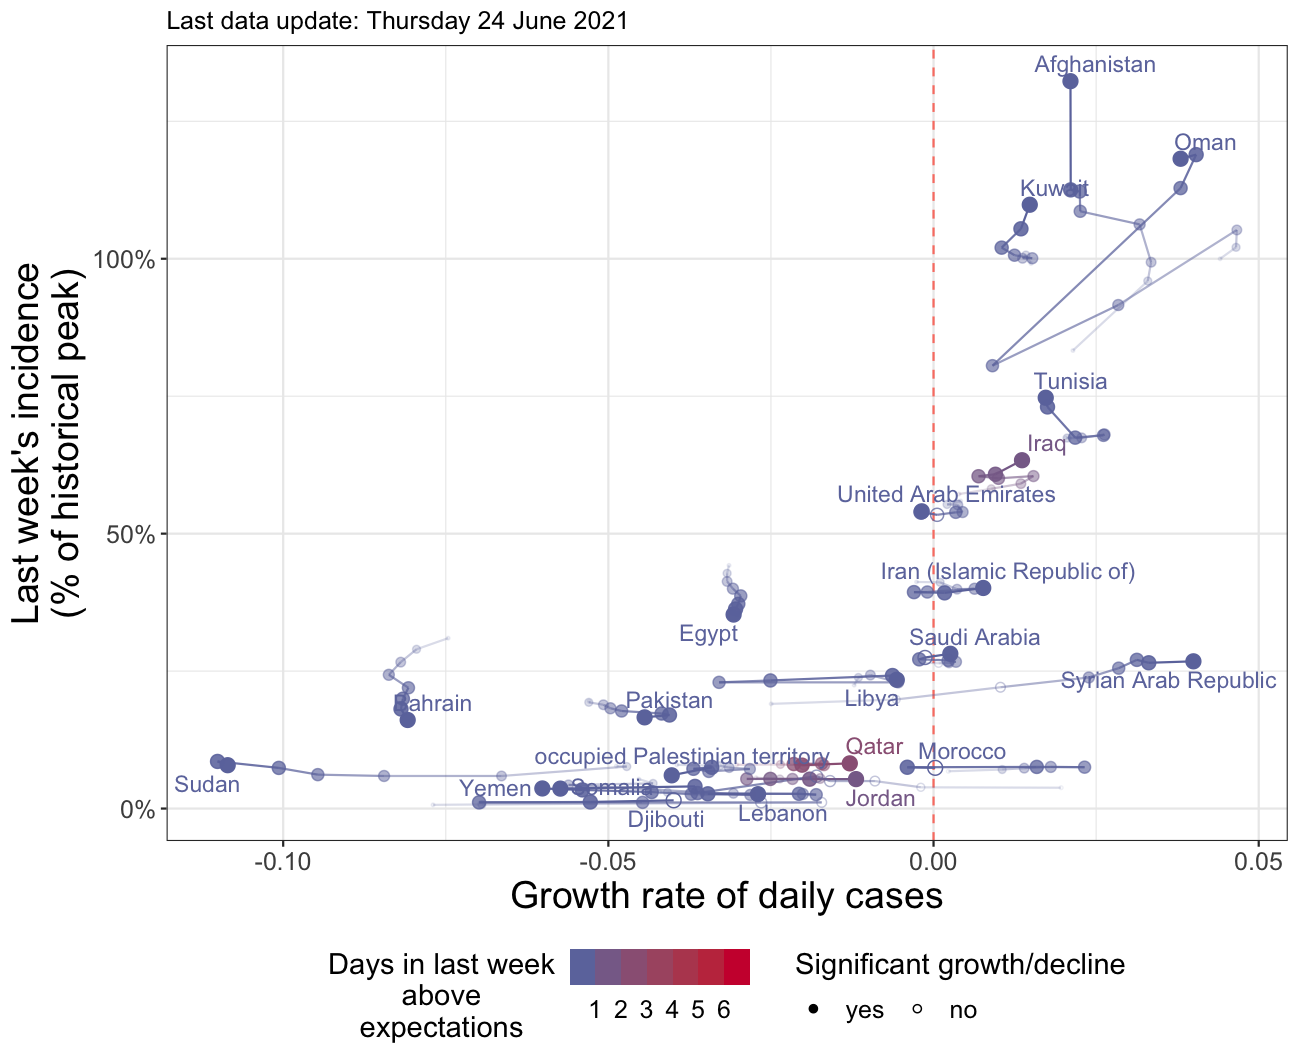 Last data update: Thursday 24 June 2021
Afghanistan
Oman
Kuwait
100%
Tunisia
Iraq
United Arab Emirates
50%
Iran (Islamic Republic of)
Egypt
Saudi Arabia
Syrian Arab Republic
Libya
Bahrain
Pakistan
occupied Palestinian territory
Qatar
Morocco
Sudan
Yemen
Somalia
Jordan
0%
Djibouti
Lebanon
Last week's incidence
(% of historical peak)
-0.10
-0.05
0.00
0.05
Growth rate of daily cases
Days in last week
above
expectations
1 2 3 4 5 6
Significant growth/decline
yes
no